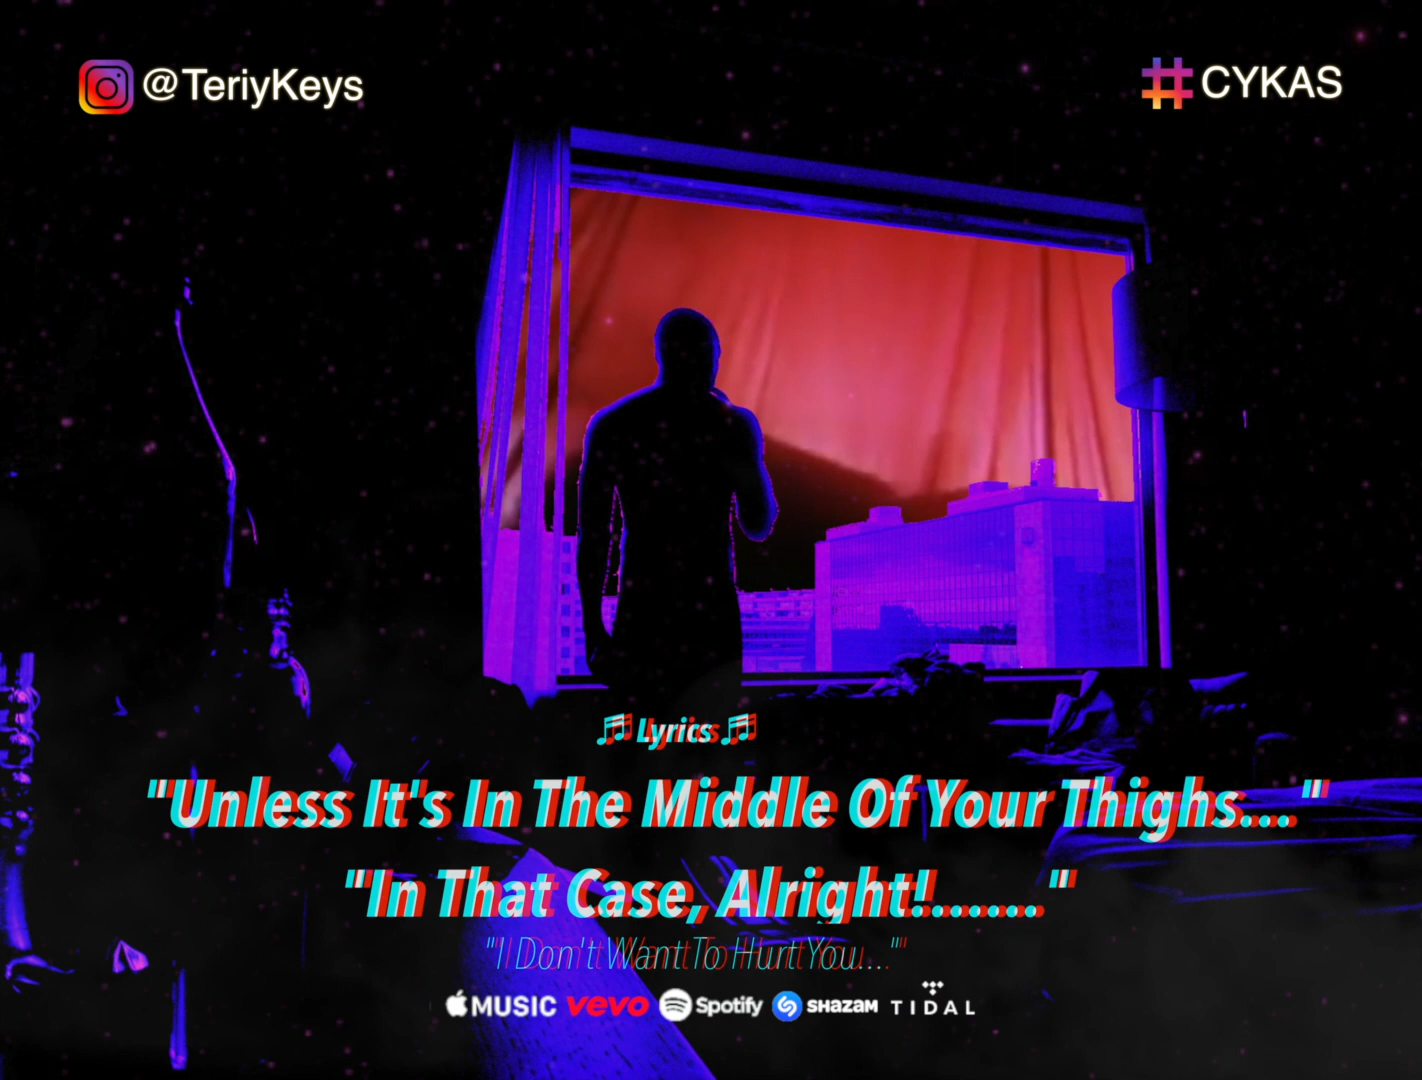 @TeriyKeys
#CYKAS
🎵 Lyrics 🎵
"Unless It's In The Middle Of Your Thighs...."
"In That Case, Alright!........"
"I Don't Want To Hurt You...."
MUSIC vevo Spotify SHAZAM TIDAL